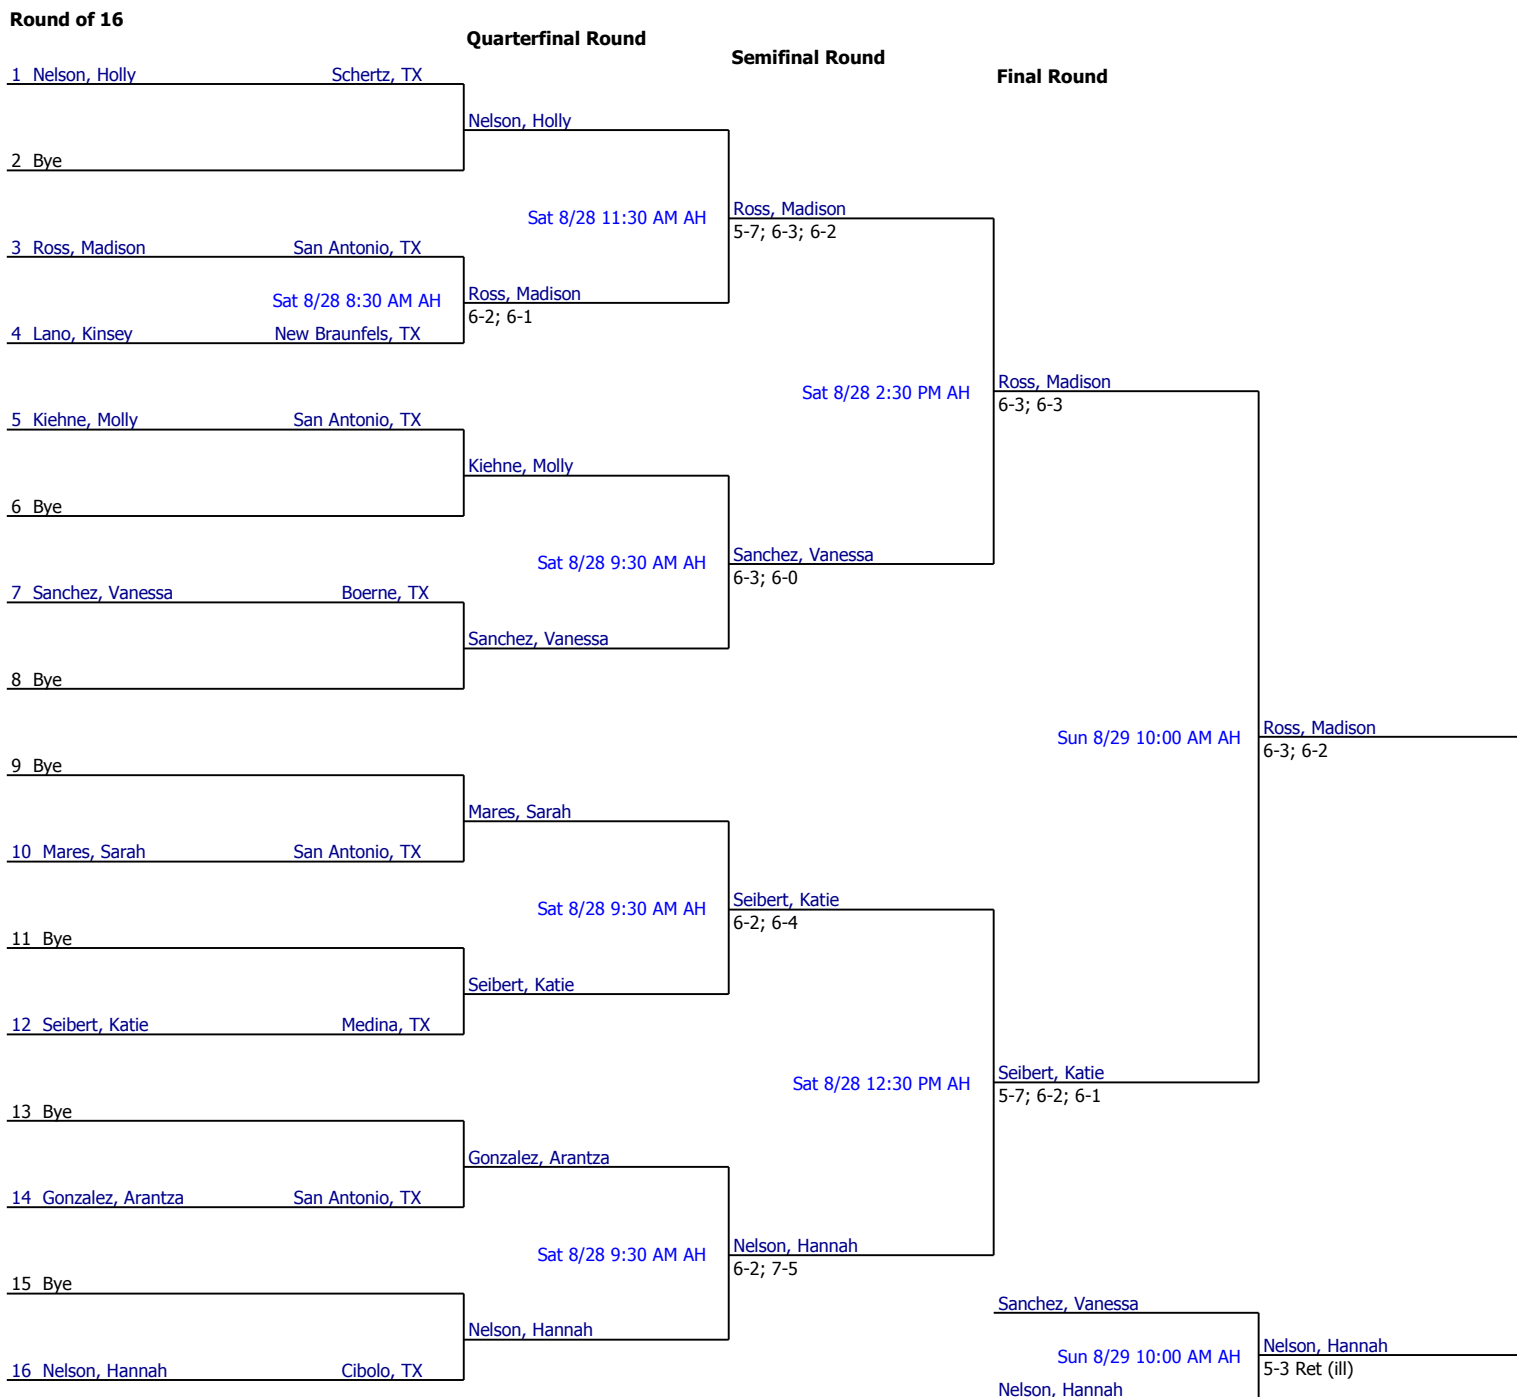 Round of 16
Quarterfinal Round
Semifinal Round
Final Round
1 Nelson, Holly Schertz, TX
Nelson, Holly
2 Bye
Sat 8/28 11:30 AM AH
Ross, Madison
5-7; 6-3; 6-2
3 Ross, Madison San Antonio, TX
Sat 8/28 8:30 AM AH
Ross, Madison
6-2; 6-1
4 Lano, Kinsey New Braunfels, TX
Sat 8/28 2:30 PM AH
Ross, Madison
6-3; 6-3
5 Kiehne, Molly San Antonio, TX
Kiehne, Molly
6 Bye
Sat 8/28 9:30 AM AH
Sanchez, Vanessa
6-3; 6-0
7 Sanchez, Vanessa Boerne, TX
Sanchez, Vanessa
8 Bye
Sun 8/29 10:00 AM AH
Ross, Madison
6-3; 6-2
9 Bye
Mares, Sarah
10 Mares, Sarah San Antonio, TX
Sat 8/28 9:30 AM AH
Seibert, Katie
6-2; 6-4
11 Bye
Seibert, Katie
12 Seibert, Katie Medina, TX
Sat 8/28 12:30 PM AH
Seibert, Katie
5-7; 6-2; 6-1
13 Bye
Gonzalez, Arantza
14 Gonzalez, Arantza San Antonio, TX
Sat 8/28 9:30 AM AH
Nelson, Hannah
6-2; 7-5
15 Bye
Nelson, Hannah
16 Nelson, Hannah Cibolo, TX
Sanchez, Vanessa
Sun 8/29 10:00 AM AH
Nelson, Hannah
5-3 Ret (ill)
Nelson, Hannah